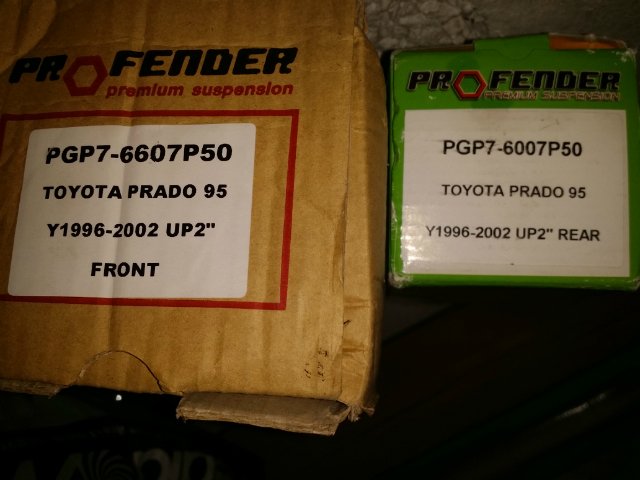 PROFENDER
premium suspension
PGP7-6607P50
TOYOTA PRADO 95
Y1996-2002 UP2"
FRONT
PROFENDER
PREMIUM SUSPENSION
PGP7-6007P50
TOYOTA PRADO 95
Y1996-2002 UP2" REAR